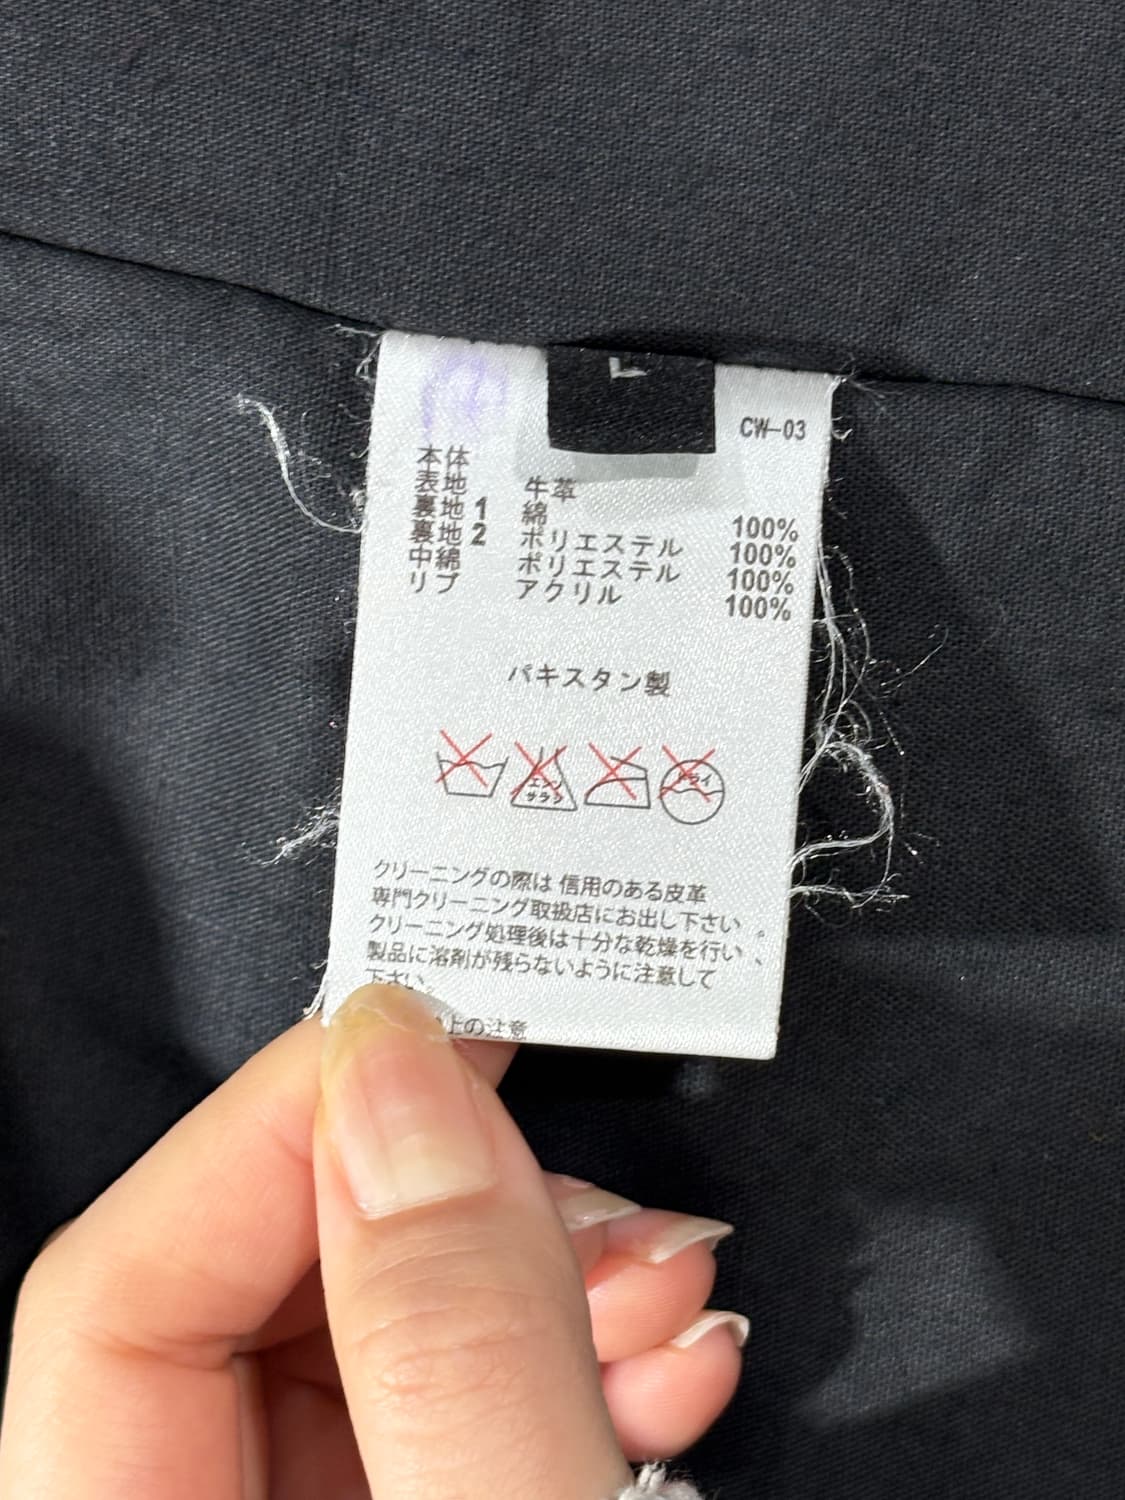 L
CW-03
本体
表地 牛革
裏地 1 綿 100%
裏地 2 ポリエステル 100%
中綿 ポリエステル 100%
リブ アクリル 100%
パキスタン製
エンソ
サラシ
ドライ
クリーニングの際は 信用のある皮革
専門クリーニング取扱店にお出し下さい。
クリーニング処理後は十分な乾燥を行い、
製品に溶剤が残らないように注意して
下さい。
上の注意